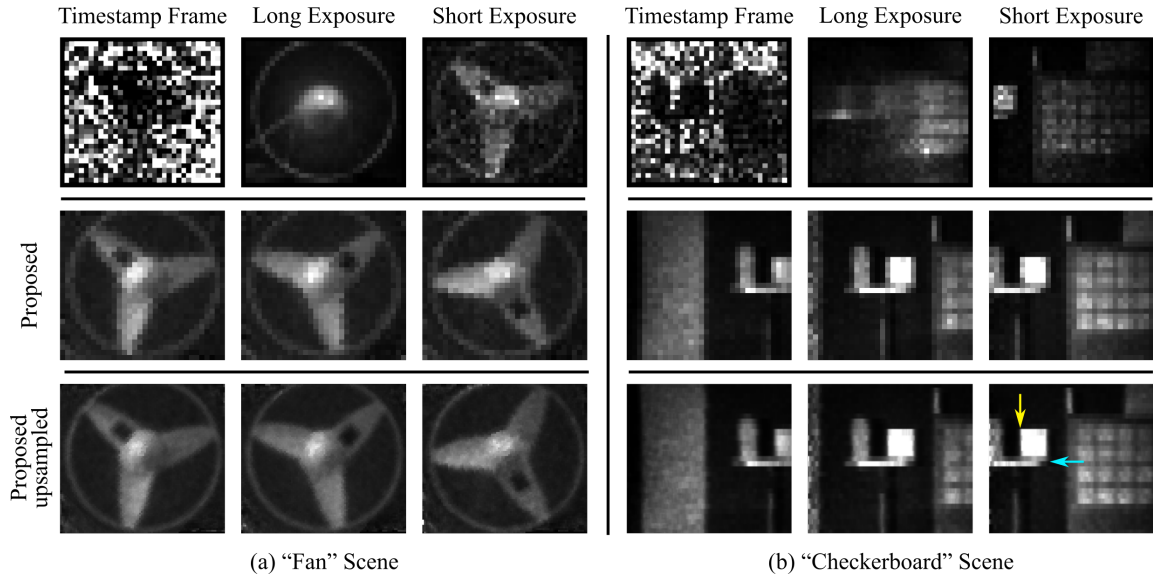 Timestamp Frame Long Exposure Short Exposure Timestamp Frame Long Exposure Short Exposure
Proposed
Proposed
upsampled
(a) “Fan” Scene (b) “Checkerboard” Scene